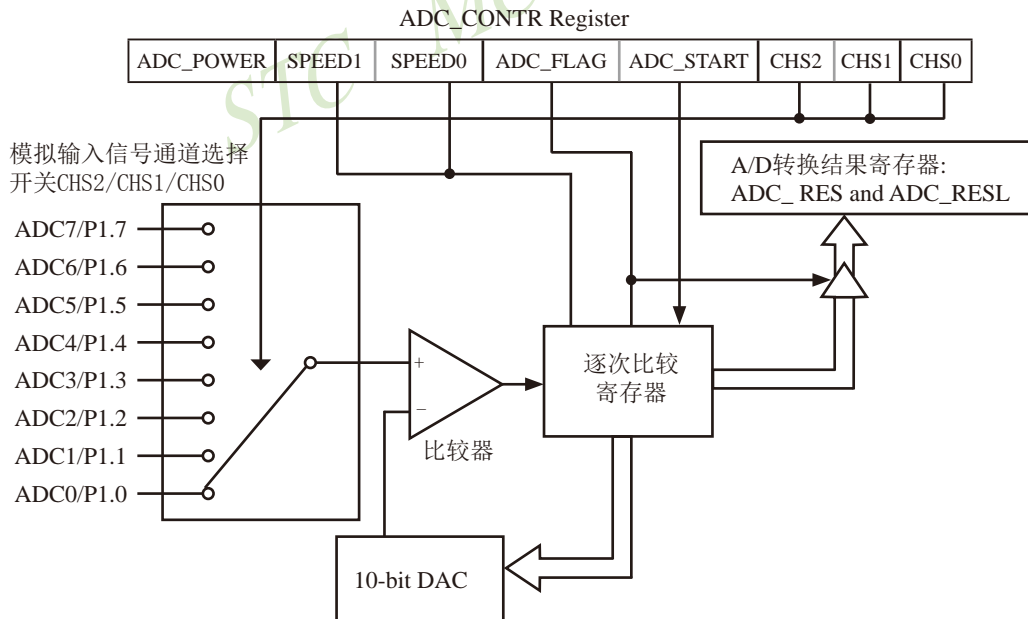 ADC_CONTR Register
ADC_POWER SPEED1 SPEED0 ADC_FLAG ADC_START CHS2 CHS1 CHS0
STC MC
模拟输入信号通道选择
开关CHS2/CHS1/CHS0
A/D转换结果寄存器:
ADC_ RES and ADC_RESL
ADC7/P1.7
ADC6/P1.6
ADC5/P1.5
ADC4/P1.4
ADC3/P1.3
ADC2/P1.2
ADC1/P1.1
ADC0/P1.0
+
−
比较器
逐次比较
寄存器
10-bit DAC